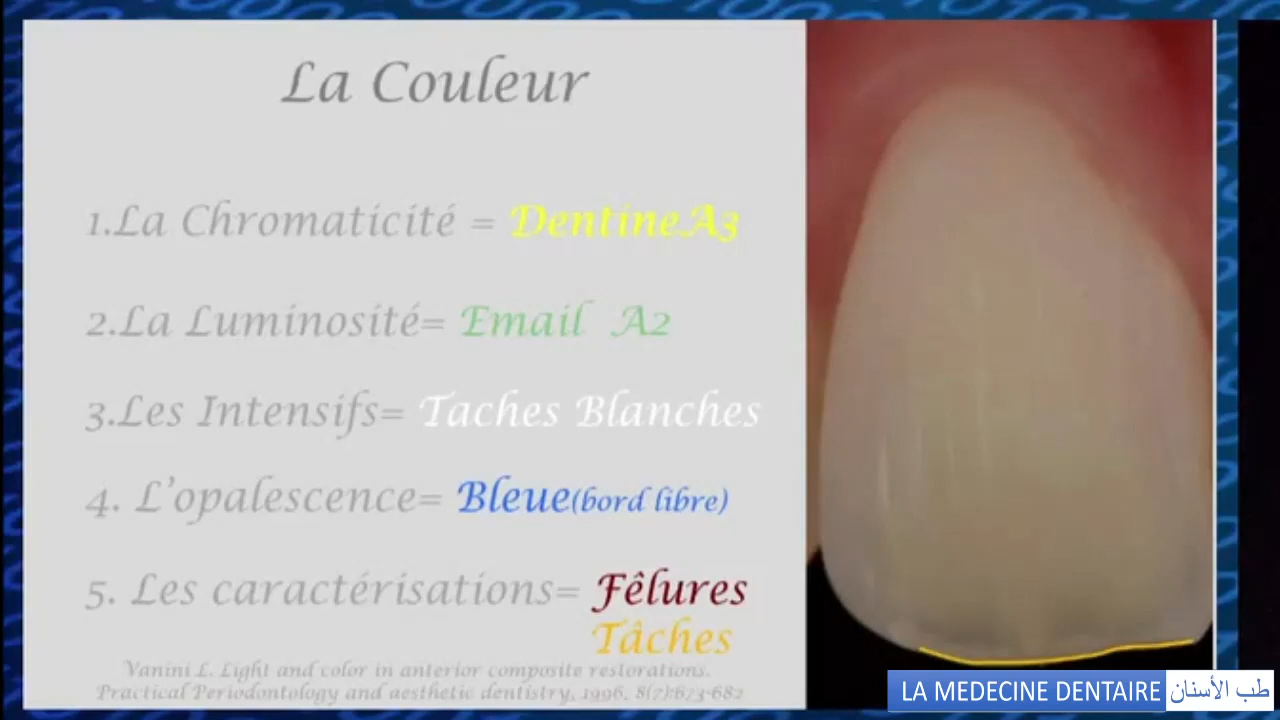 La Couleur
1.La Chromaticité = Dentine A3
2.La Luminosité= Email A2
3.Les Intensifs= Taches Blanches
4. L'opalescence= Bleue(bord libre)
5. Les caractérisations= Fêlures
Tâches
Vanini L. Light and color in anterior composite restorations.
Practical Periodontology and aesthetic dentistry, 1996, 8(7):673-682
LA MEDECINE DENTAIRE طب الأسنان